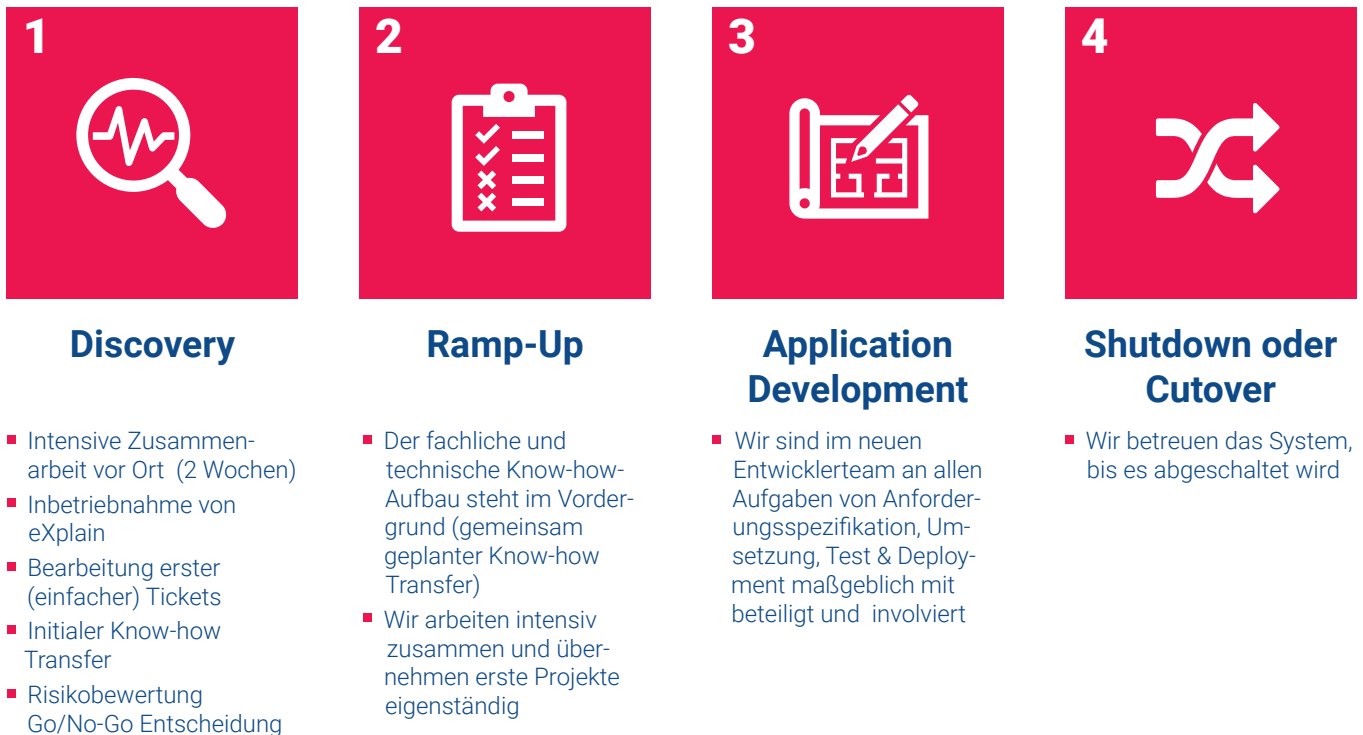 1
Discovery
Intensive Zusammen-
arbeit vor Ort (2 Wochen)
Inbetriebnahme von
eXplain
Bearbeitung erster
(einfacher) Tickets
Initialer Know-how
Transfer
Risikobewertung
Go/No-Go Entscheidung
2
Ramp-Up
Der fachliche und
technische Know-how-
Aufbau steht im Vorder-
grund (gemeinsam
geplanter Know-how
Transfer)
Wir arbeiten intensiv
zusammen und über-
nehmen erste Projekte
eigenständig
3
Application
Development
Wir sind im neuen
Entwicklerteam an allen
Aufgaben von Anforder-
ungsspezifikation, Um-
setzung, Test & Deploy-
ment maßgeblich mit
beteiligt und involviert
4
Shutdown oder
Cutover
Wir betreuen das System,
bis es abgeschaltet wird